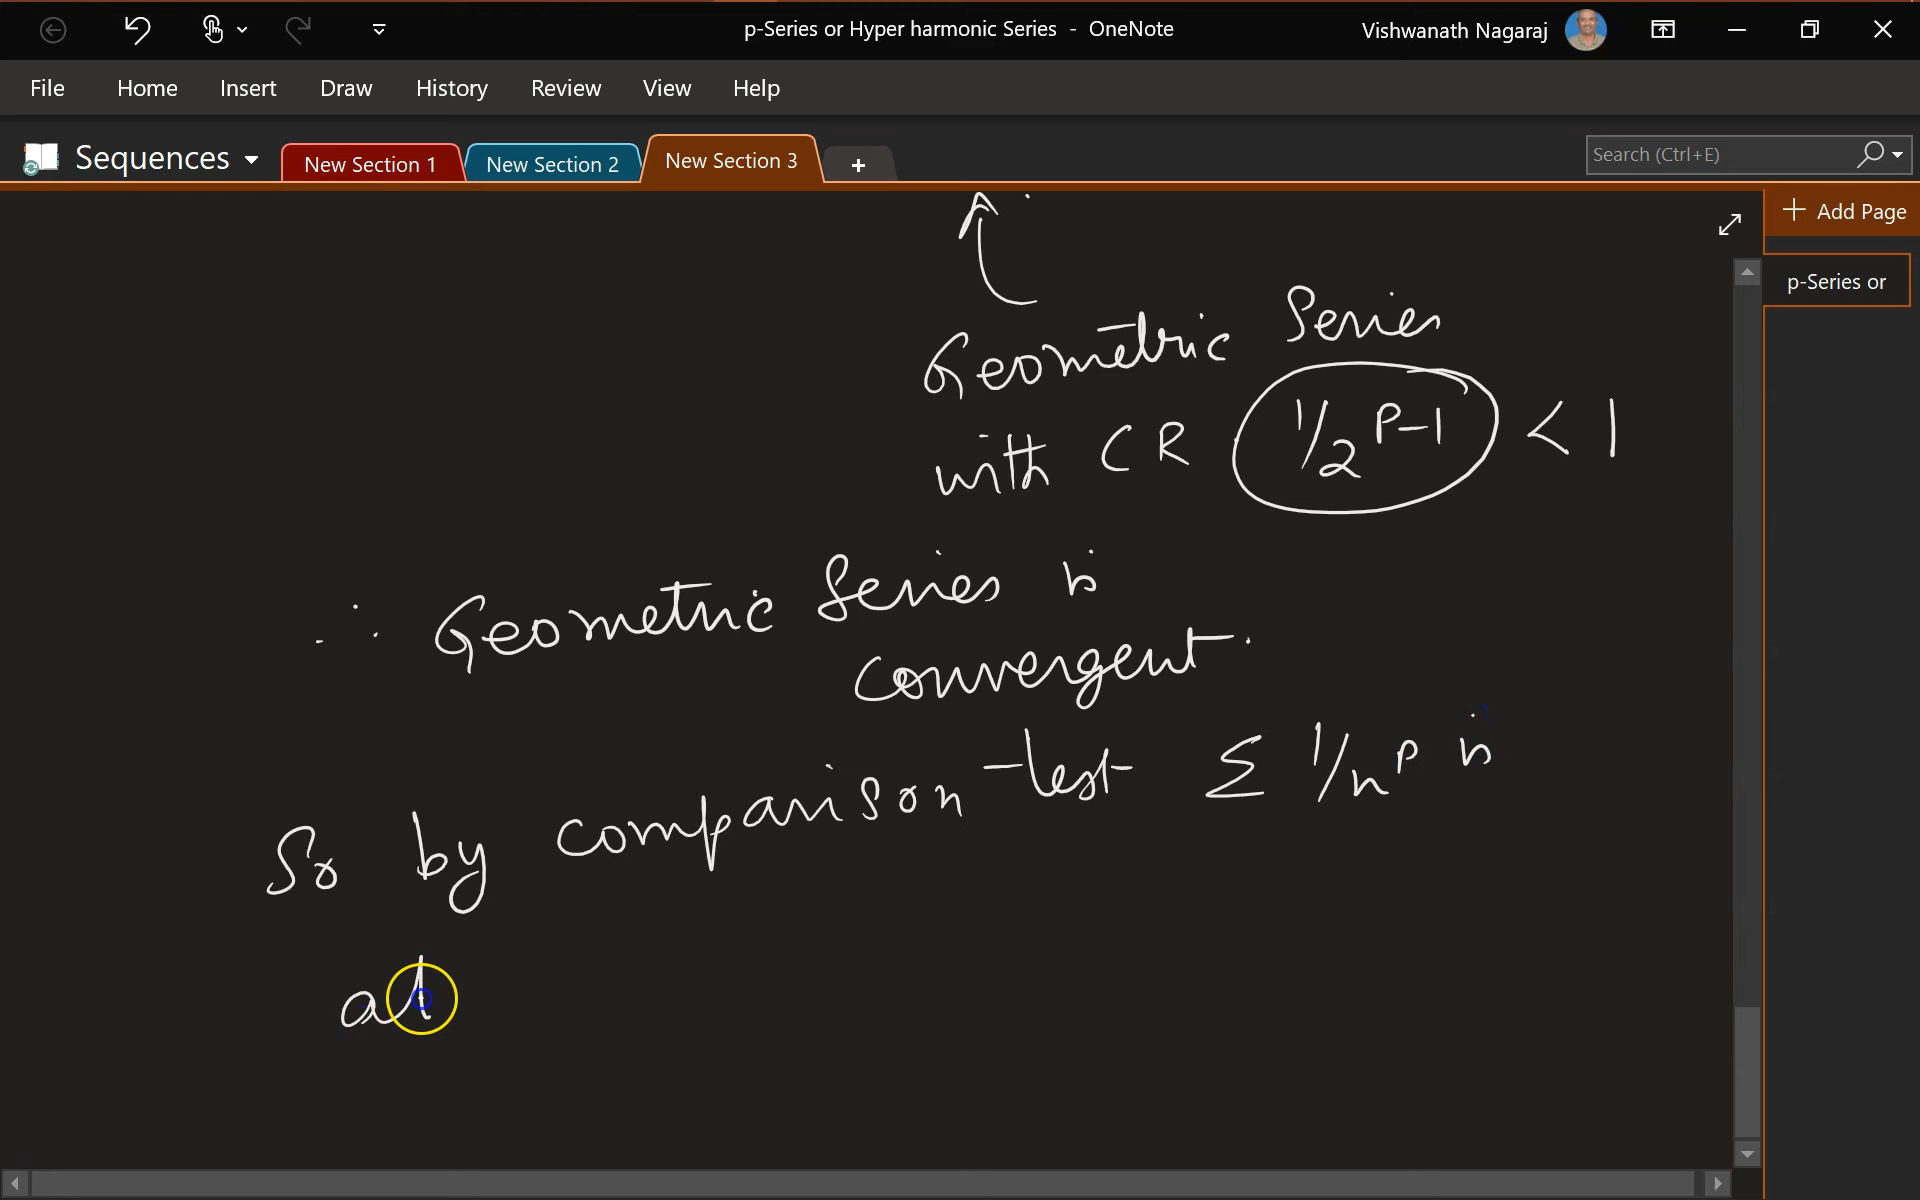 p-Series or Hyper harmonic Series - OneNote
Vishwanath Nagaraj
File Home Insert Draw History Review View Help
Sequences New Section 1 New Section 2 New Section 3 +
Search (Ctrl+E)
+ Add Page
p-Series or
Geometric Series
with CR 1/2^{P-1} < 1
∴ Geometric Series is
convergent.
So by comparison test Σ 1/n^p is
al